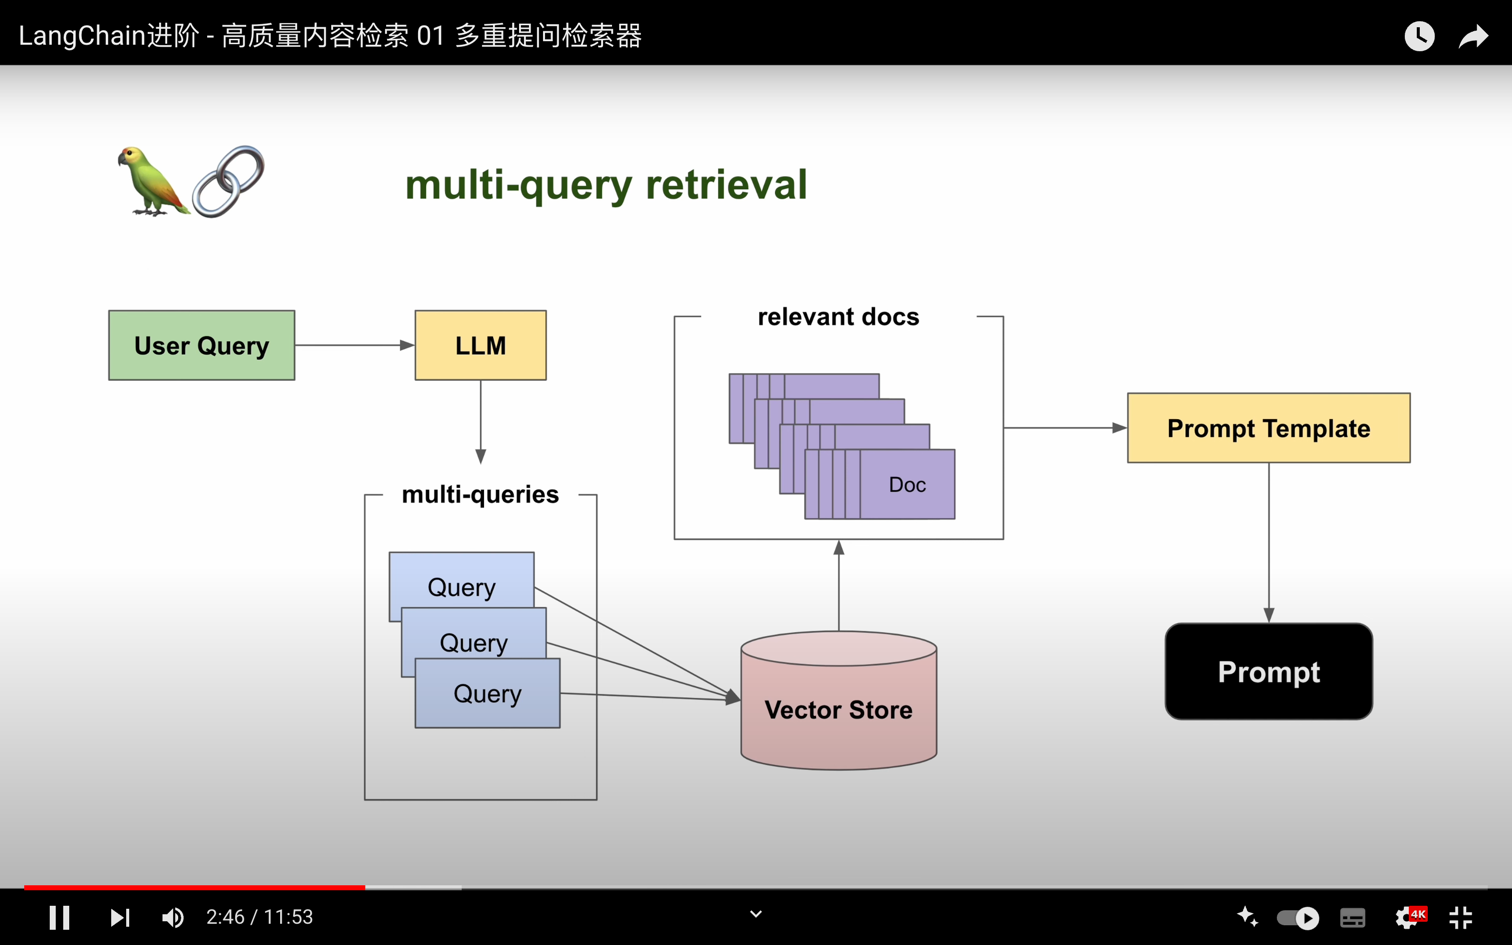 LangChain进阶 - 高质量内容检索 01 多重提问检索器
multi-query retrieval
User Query
LLM
relevant docs
Doc
Prompt Template
multi-queries
Query
Query
Query
Vector Store
Prompt
2:46 / 11:53
4K